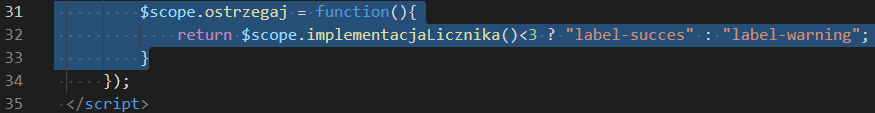 31 $scope.ostrzegaj = function(){
32 return $scope.implementacjaLicznika()<3 ? "label-succes" : "label-warning";
33 }
34 });
35 </script>